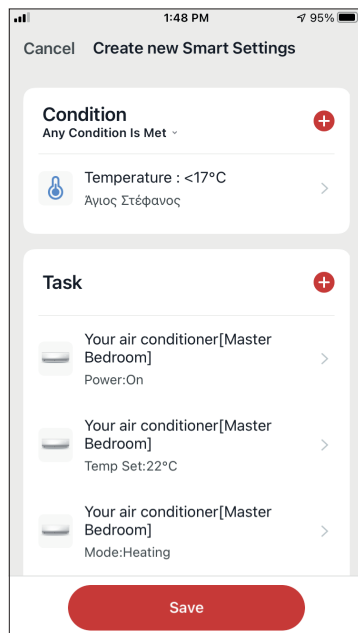 1:48 PM
95%
Cancel Create new Smart Settings
Condition
Any Condition Is Met
Temperature : <17°C
Άγιος Στέφανος
Task
Your air conditioner[Master
Bedroom]
Power:On
Your air conditioner[Master
Bedroom]
Temp Set:22°C
Your air conditioner[Master
Bedroom]
Mode:Heating
Save